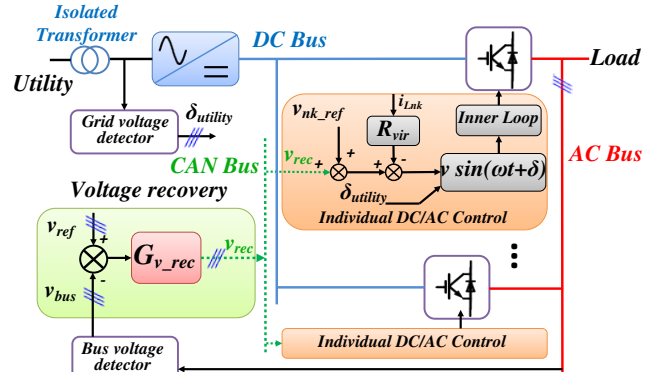 Isolated
Transformer
Utility
DC Bus
Load
Grid voltage
detector
δutility
CAN Bus
vnk_ref
iLnk
Rvir
Inner Loop
vrec
+
+
+
-
v sin(ωt+δ)
δutility
Individual DC/AC Control
AC Bus
Voltage recovery
vref
+
Gv_rec
vrec
vbus
-
Individual DC/AC Control
Bus voltage
detector